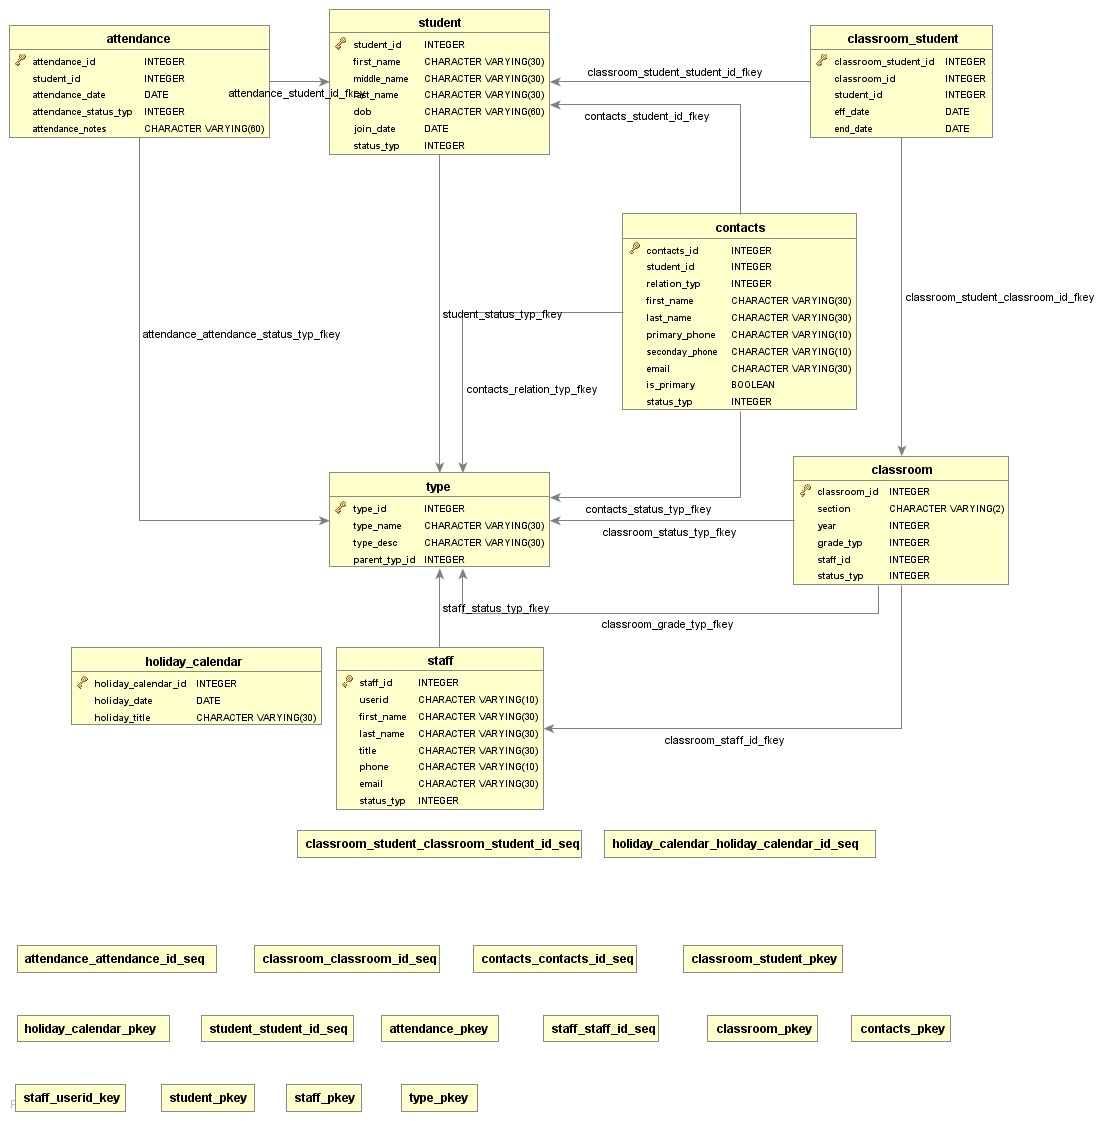 attendance
attendance_id INTEGER
student_id INTEGER
attendance_date DATE
attendance_status_typ INTEGER
attendance_notes CHARACTER VARYING(60)
student
student_id INTEGER
first_name CHARACTER VARYING(30)
middle_name CHARACTER VARYING(30)
last_name CHARACTER VARYING(30)
dob CHARACTER VARYING(60)
join_date DATE
status_typ INTEGER
classroom_student
classroom_student_id INTEGER
classroom_id INTEGER
student_id INTEGER
eff_date DATE
end_date DATE
attendance_student_id_fkey
classroom_student_student_id_fkey
contacts_student_id_fkey
contacts
contacts_id INTEGER
student_id INTEGER
relation_typ INTEGER
first_name CHARACTER VARYING(30)
last_name CHARACTER VARYING(30)
primary_phone CHARACTER VARYING(10)
seconday_phone CHARACTER VARYING(10)
email CHARACTER VARYING(30)
is_primary BOOLEAN
status_typ INTEGER
classroom_student_classroom_id_fkey
student_status_typ_fkey
attendance_attendance_status_typ_fkey
contacts_relation_typ_fkey
type
type_id INTEGER
type_name CHARACTER VARYING(30)
type_desc CHARACTER VARYING(30)
parent_typ_id INTEGER
contacts_status_typ_fkey
classroom_status_typ_fkey
classroom
classroom_id INTEGER
section CHARACTER VARYING(2)
year INTEGER
grade_typ INTEGER
staff_id INTEGER
status_typ INTEGER
staff_status_typ_fkey
classroom_grade_typ_fkey
holiday_calendar
holiday_calendar_id INTEGER
holiday_date DATE
holiday_title CHARACTER VARYING(30)
staff
staff_id INTEGER
userid CHARACTER VARYING(10)
first_name CHARACTER VARYING(30)
last_name CHARACTER VARYING(30)
title CHARACTER VARYING(30)
phone CHARACTER VARYING(10)
email CHARACTER VARYING(30)
status_typ INTEGER
classroom_staff_id_fkey
classroom_student_classroom_student_id_seq
holiday_calendar_holiday_calendar_id_seq
attendance_attendance_id_seq
classroom_classroom_id_seq
contacts_contacts_id_seq
classroom_student_pkey
holiday_calendar_pkey
student_student_id_seq
attendance_pkey
staff_staff_id_seq
classroom_pkey
contacts_pkey
staff_userid_key
student_pkey
staff_pkey
type_pkey